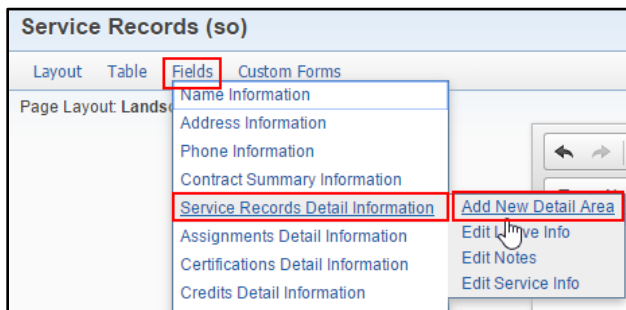 Service Records (so)
Layout Table Fields Custom Forms
Page Layout: Lands
Name Information
Address Information
Phone Information
Contract Summary Information
Service Records Detail Information
Assignments Detail Information
Certifications Detail Information
Credits Detail Information
Add New Detail Area
Edit Info
Edit Notes
Edit Service Info